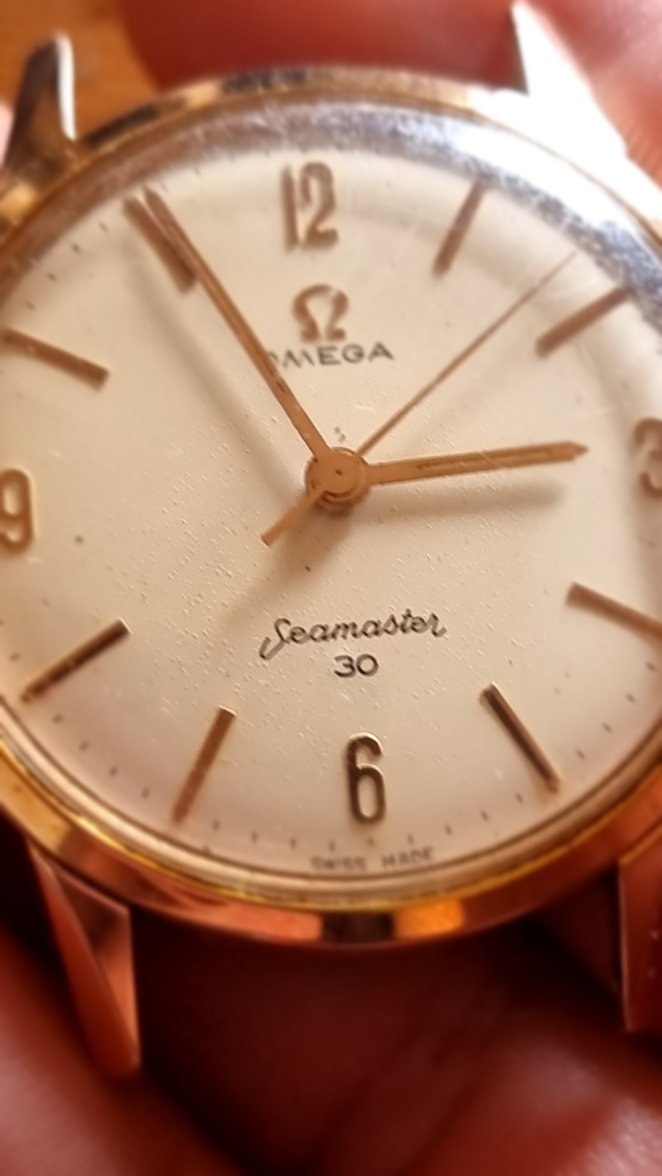 12
Ω
OMEGA
9 3
Seamaster
30
6
SWISS MADE